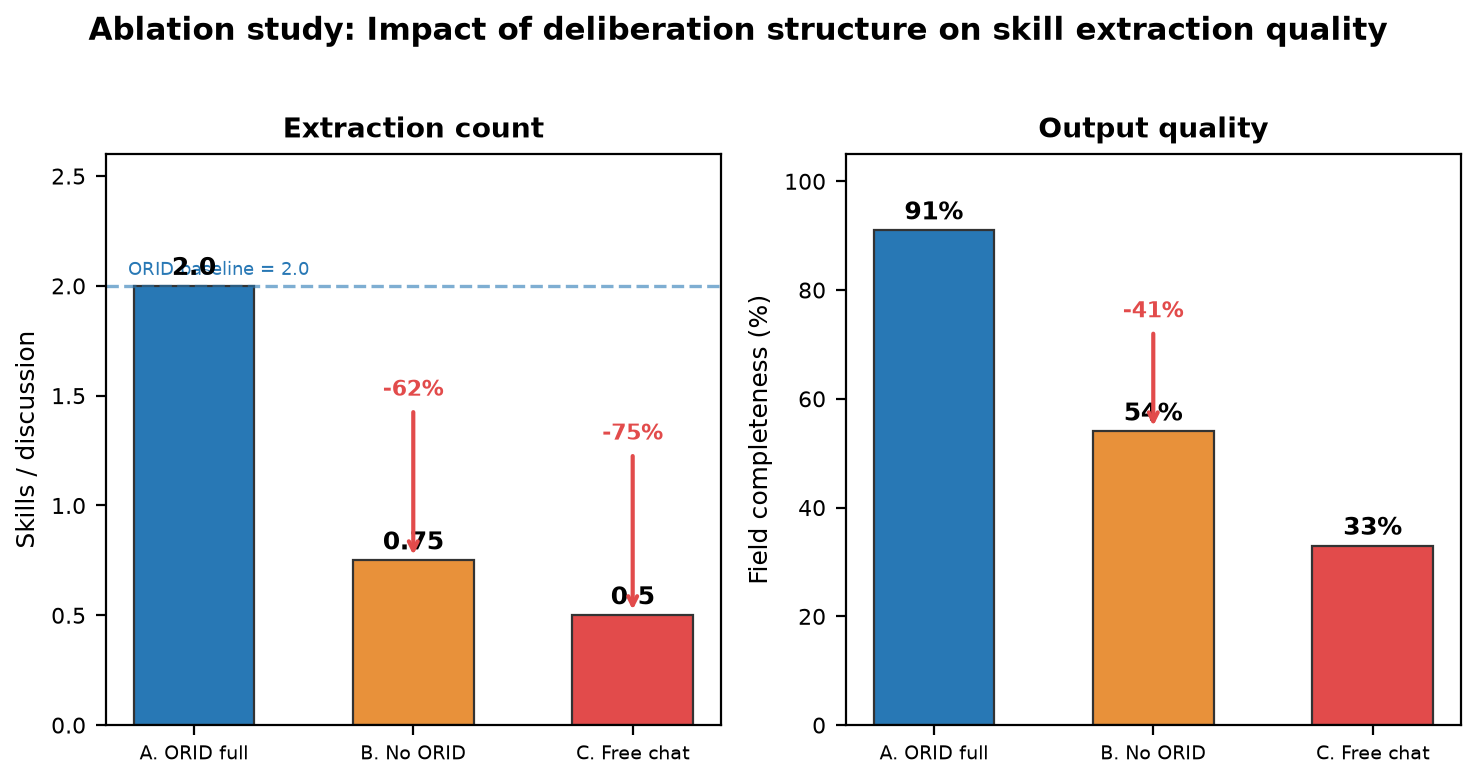 Ablation study: Impact of deliberation structure on skill extraction quality
Extraction count
Skills / discussion
2.5
2.0
1.5
1.0
0.5
0.0
ORID baseline = 2.0
2.0
-62%
0.75
-75%
0.5
A. ORID full
B. No ORID
C. Free chat
Output quality
Field completeness (%)
100
80
60
40
20
0
91%
-41%
54%
33%
A. ORID full
B. No ORID
C. Free chat